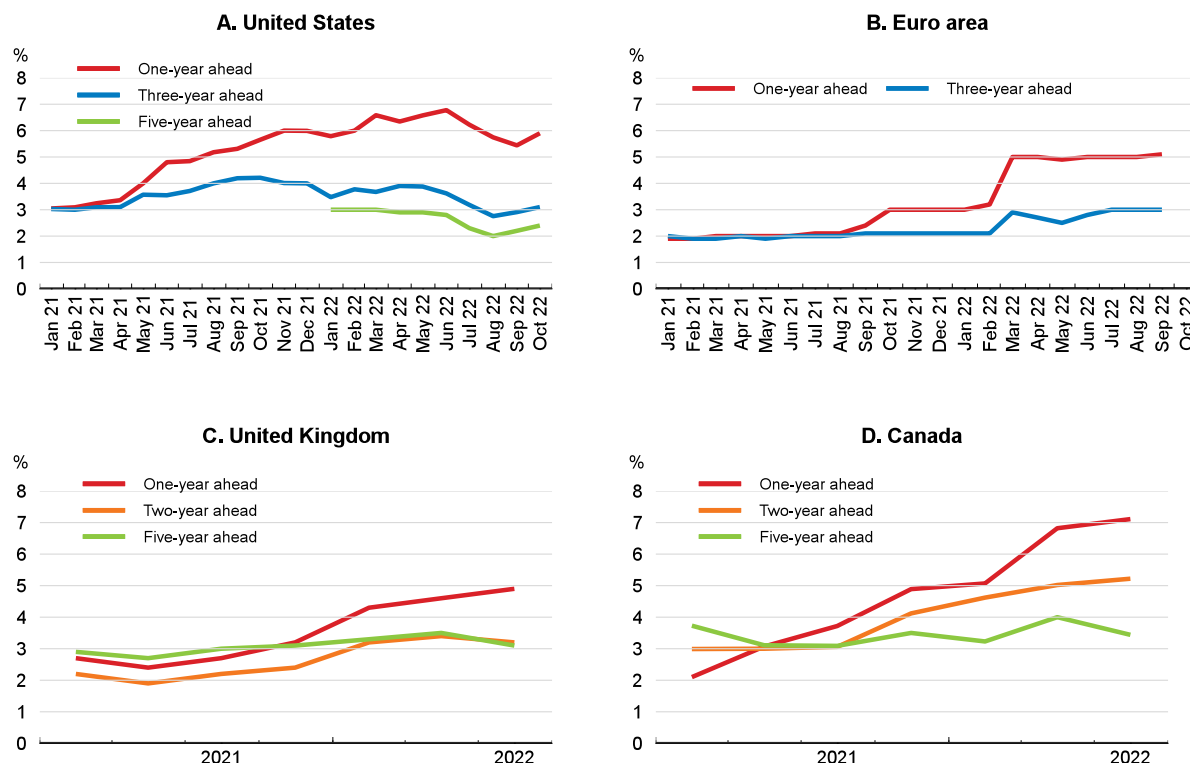 A. United States
%
One-year ahead
Three-year ahead
Five-year ahead
8
7
6
5
4
3
2
1
0
Jan 21
Feb 21
Mar 21
Apr 21
May 21
Jun 21
Jul 21
Aug 21
Sep 21
Oct 21
Nov 21
Dec 21
Jan 22
Feb 22
Mar 22
Apr 22
May 22
Jun 22
Jul 22
Aug 22
Sep 22
Oct 22
B. Euro area
%
One-year ahead
Three-year ahead
8
7
6
5
4
3
2
1
0
Jan 21
Feb 21
Mar 21
Apr 21
May 21
Jun 21
Jul 21
Aug 21
Sep 21
Oct 21
Nov 21
Dec 21
Jan 22
Feb 22
Mar 22
Apr 22
May 22
Jun 22
Jul 22
Aug 22
Sep 22
Oct 22
C. United Kingdom
%
One-year ahead
Two-year ahead
Five-year ahead
8
7
6
5
4
3
2
1
0
2021
2022
D. Canada
%
One-year ahead
Two-year ahead
Five-year ahead
8
7
6
5
4
3
2
1
0
2021
2022